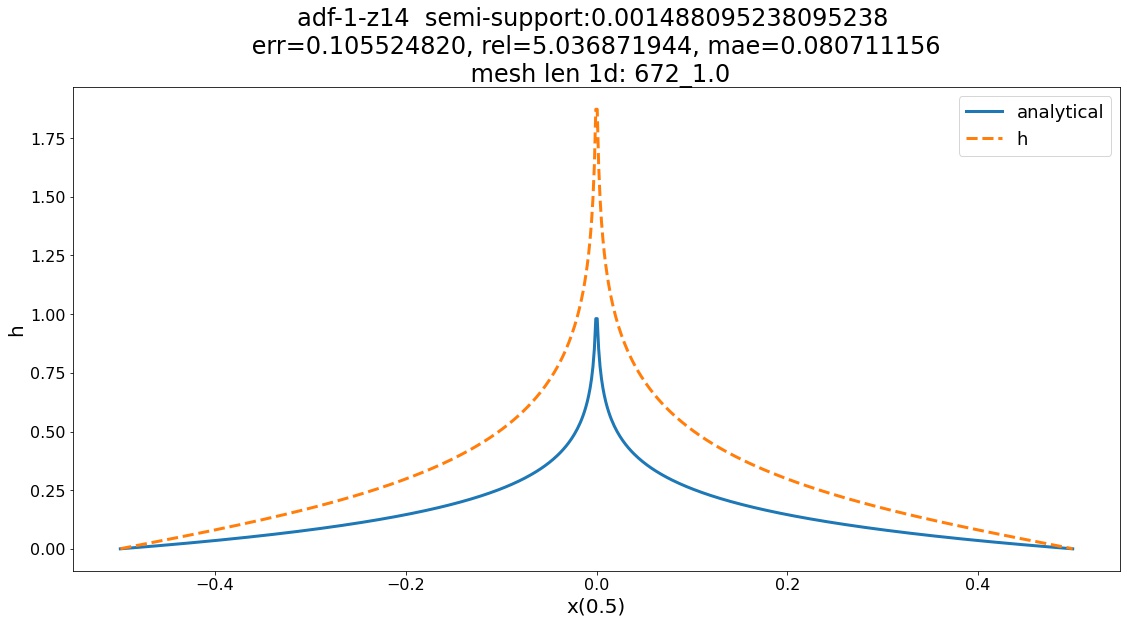 adf-1-z14  semi-support:0.001488095238095238
err=0.105524820, rel=5.036871944, mae=0.080711156
mesh len 1d: 672_1.0
analytical
h
1.75
1.50
1.25
1.00
0.75
0.50
0.25
0.00
h
−0.4
−0.2
0.0
0.2
0.4
x(0.5)